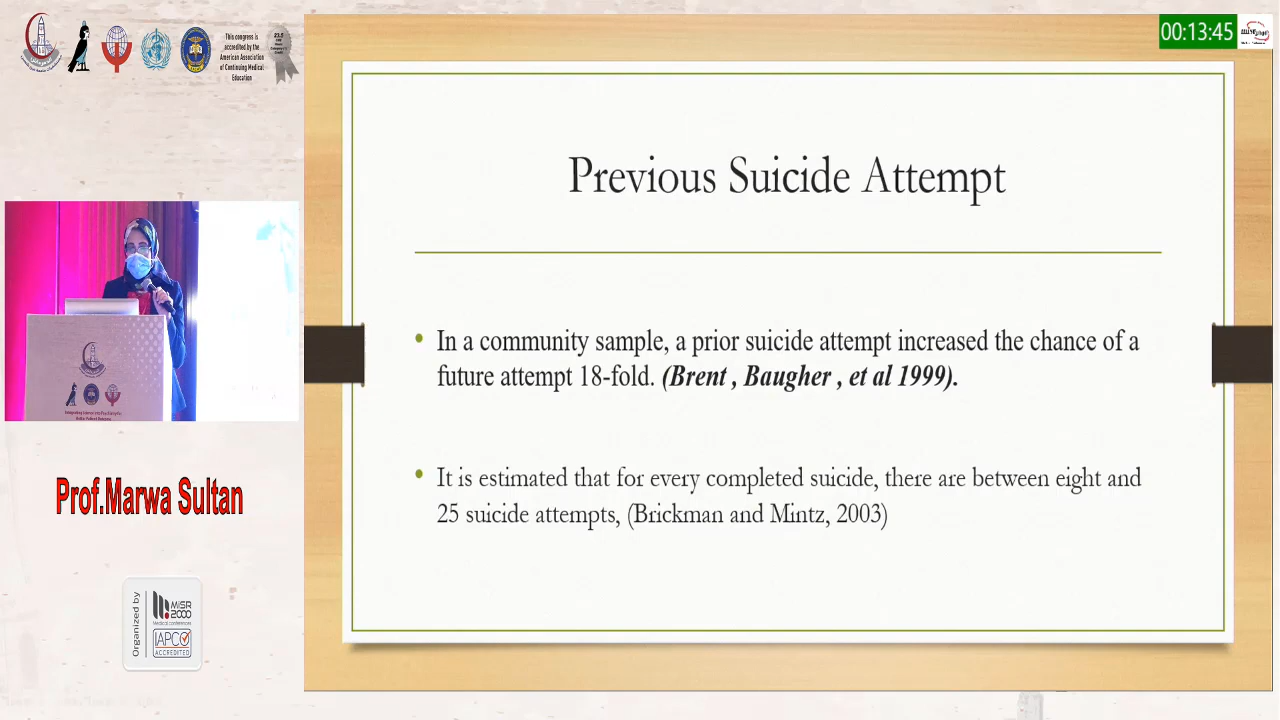 This congress is
accredited by the
American Association
of Continuing Medical
Education
00:13:45
Previous Suicide Attempt
• In a community sample, a prior suicide attempt increased the chance of a
future attempt 18-fold. (Brent , Baugher , et al 1999).
• It is estimated that for every completed suicide, there are between eight and
25 suicide attempts, (Brickman and Mintz, 2003)
Prof.Marwa Sultan
Organized by
MISR
2000
Medical conferences
IAPCO
ACCREDITED